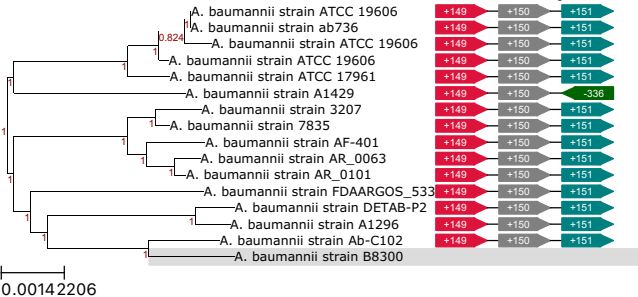 A. baumannii strain ATCC 19606 +149 +150 +151
1 A. baumannii strain ab736 +149 +150 +151
0.824 A. baumannii strain ATCC 19606 +149 +150 +151
1 A. baumannii strain ATCC 19606 +149 +150 +151
1 A. baumannii strain ATCC 17961 +149 +150 +151
1 A. baumannii strain A1429 +149 +150 -336
A. baumannii strain 3207 +149 +150 +151
1 1 A. baumannii strain 7835 +149 +150 +151
1 A. baumannii strain AF-401 +149 +150 +151
1 A. baumannii strain AR_0063 +149 +150 +151
1 1 A. baumannii strain AR_0101 +149 +150 +151
A. baumannii strain FDAARGOS_533 +149 +150 +151
A. baumannii strain DETAB-P2 +149 +150 +151
1 1 A. baumannii strain A1296 +149 +150 +151
1 A. baumannii strain Ab-C102 +149 +150 +151
1 A. baumannii strain B8300 +149 +150 +151
0.00142206